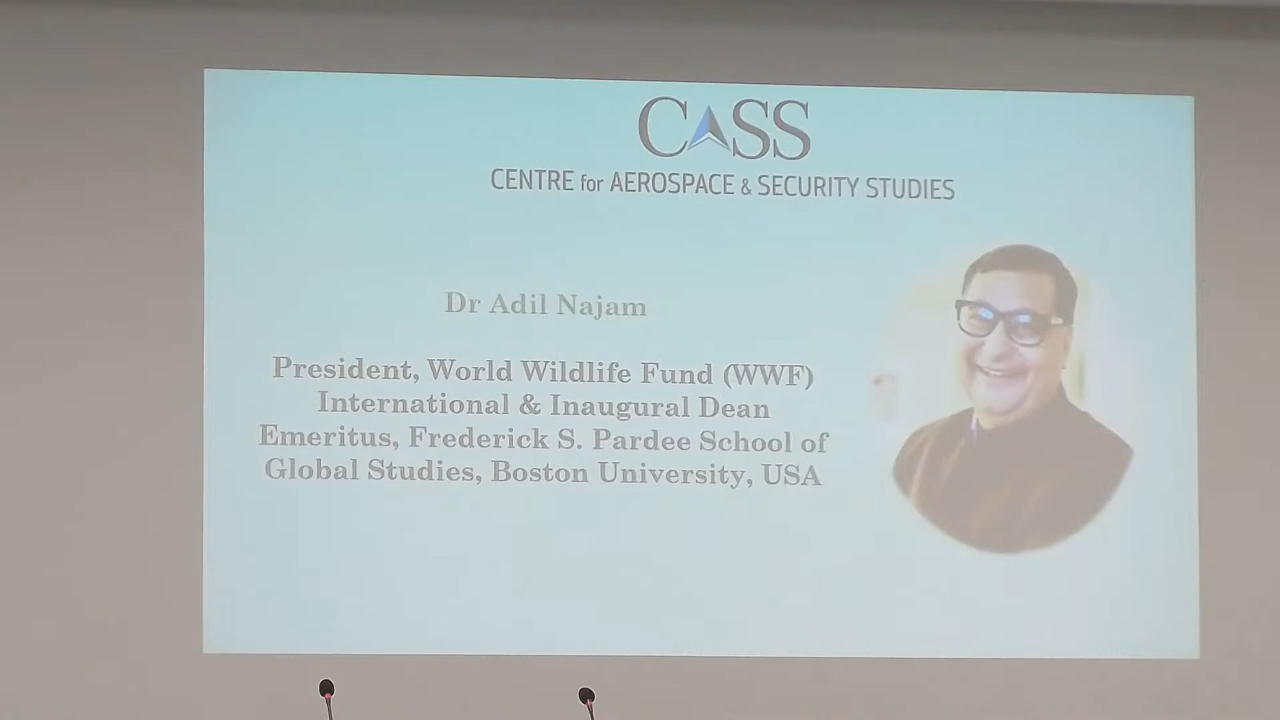 CASS
CENTRE for AEROSPACE & SECURITY STUDIES
Dr Adil Najam
President, World Wildlife Fund (WWF)
International & Inaugural Dean
Emeritus, Frederick S. Pardee School of
Global Studies, Boston University, USA